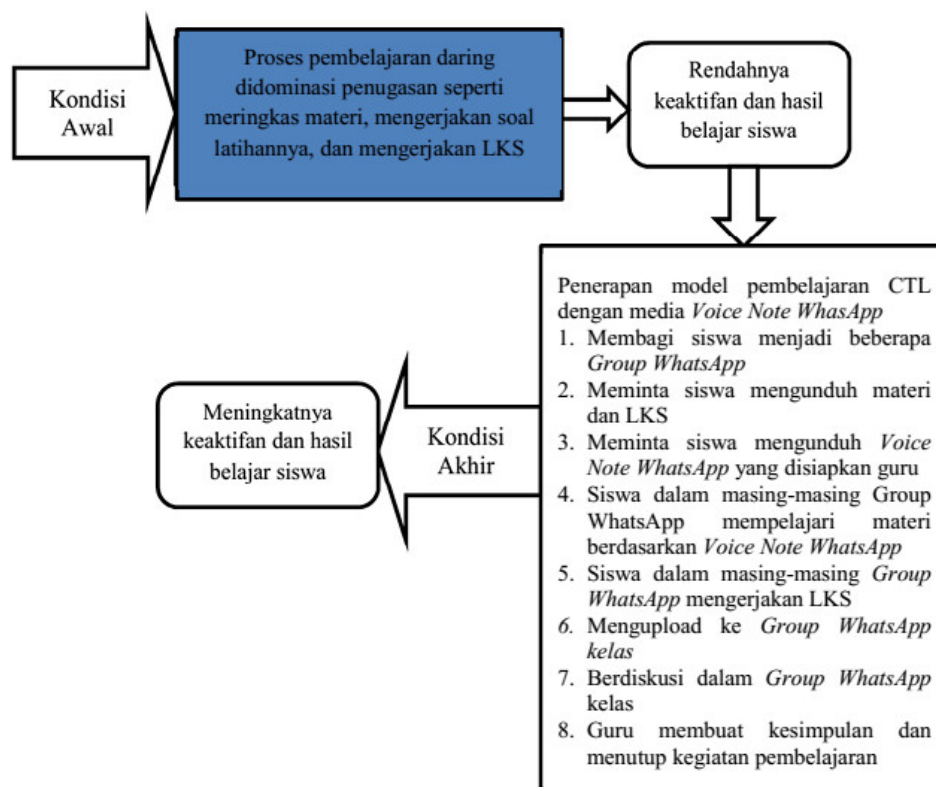 Kondisi
Awal
Proses pembelajaran daring
didominasi penugasan seperti
meringkas materi, mengerjakan soal
latihannya, dan mengerjakan LKS
Rendahnya
keaktifan dan hasil
belajar siswa
Penerapan model pembelajaran CTL
dengan media Voice Note WhasApp
1. Membagi siswa menjadi beberapa
Group WhatsApp
2. Meminta siswa mengunduh materi
dan LKS
3. Meminta siswa mengunduh Voice
Note WhatsApp yang disiapkan guru
4. Siswa dalam masing-masing Group
WhatsApp mempelajari materi
berdasarkan Voice Note WhatsApp
5. Siswa dalam masing-masing Group
WhatsApp mengerjakan LKS
6. Mengupload ke Group WhatsApp
kelas
7. Berdiskusi dalam Group WhatsApp
kelas
8. Guru membuat kesimpulan dan
menutup kegiatan pembelajaran
Kondisi
Akhir
Meningkatnya
keaktifan dan hasil
belajar siswa